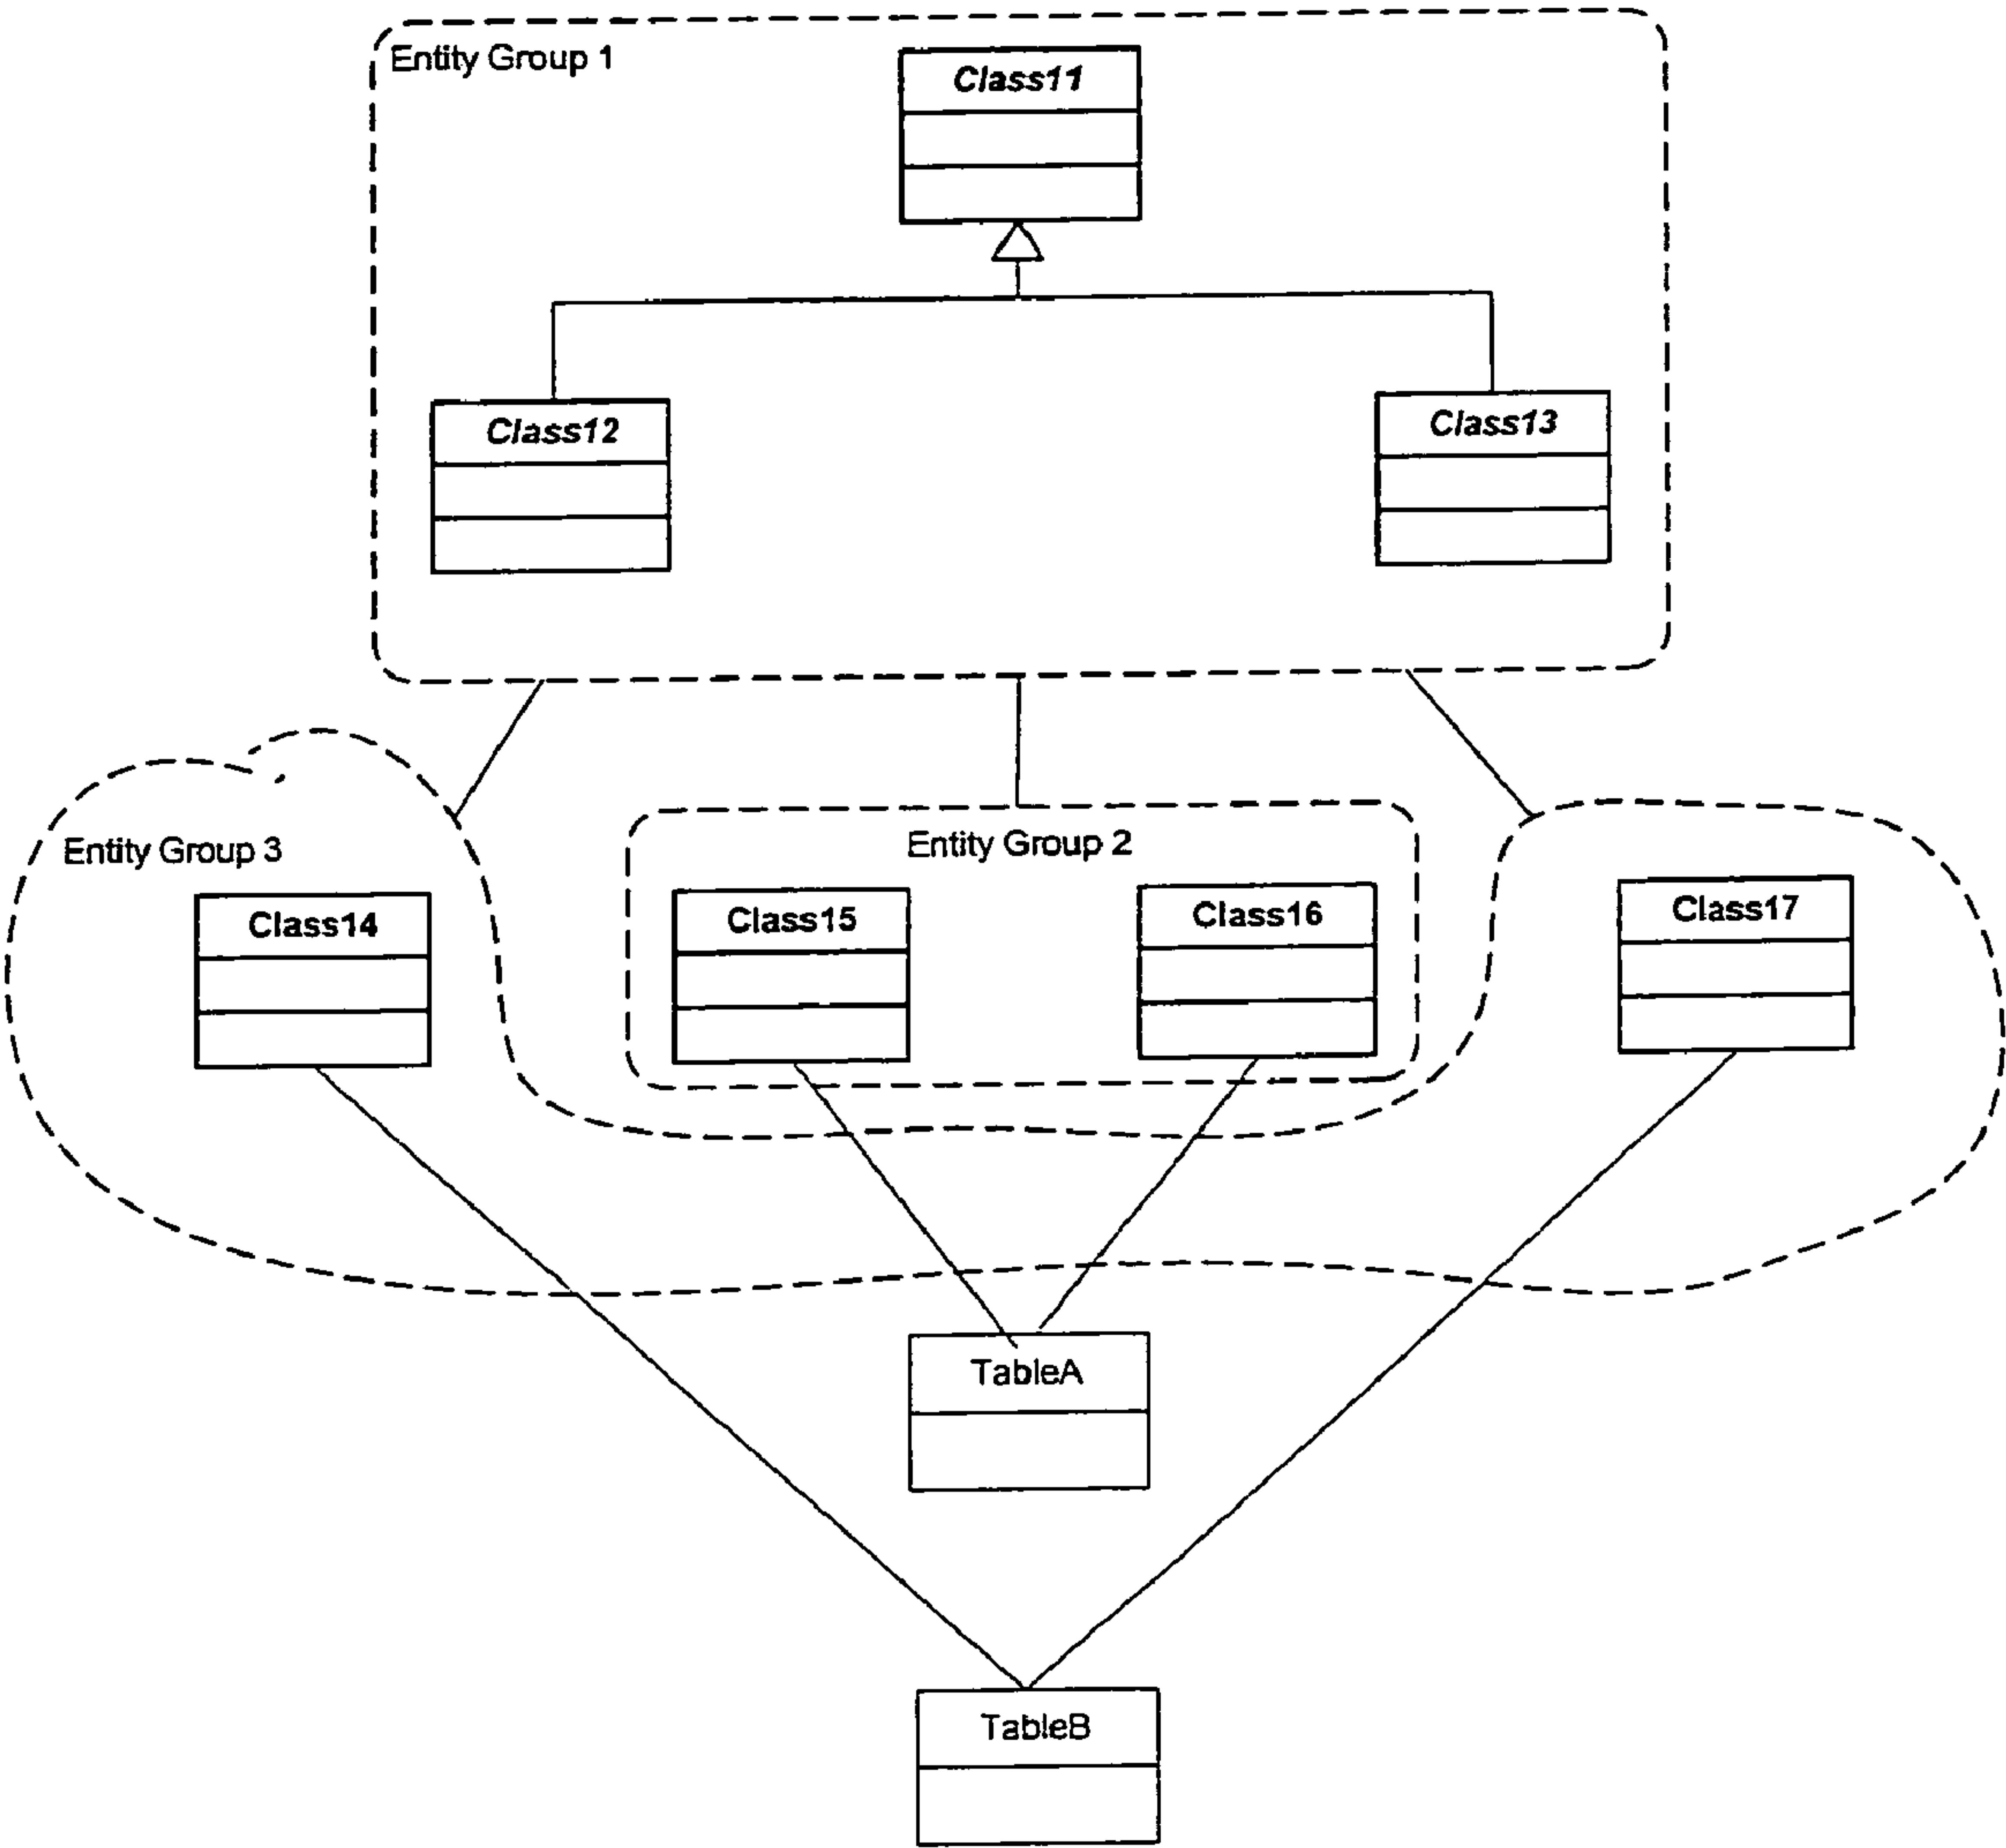 Entity Group 1
Class11
Class12
Class13
Entity Group 3
Entity Group 2
Class14
Class15
Class16
Class17
TableA
TableB